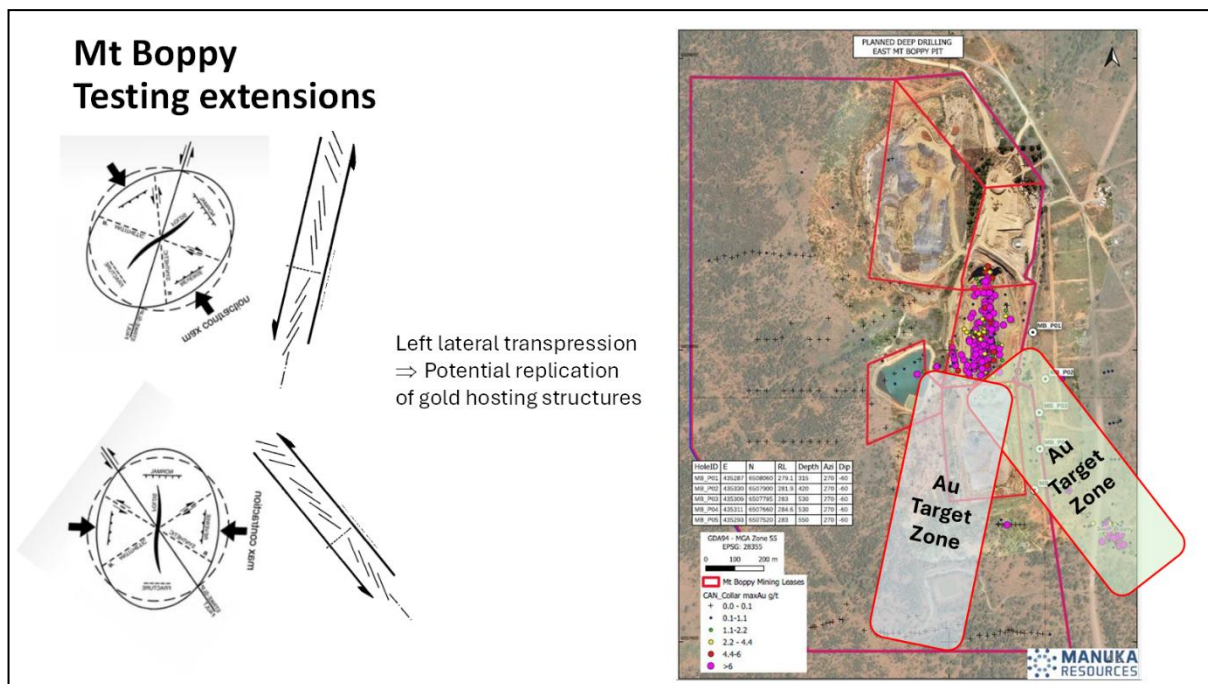 Mt Boppy
Testing extensions
max contraction
max contraction
Left lateral transpression
⇒ Potential replication
of gold hosting structures
PLANNED DEEP DRILLING
EAST MT BOPPY PIT
MB_P01
MB_P02
Au
Target
Zone
Au
Target
Zone
HoleID E N RL Depth Azi Dip
MB_P01 435287 6508060 279.1 315 270 -60
MB_P02 435330 6507900 281.9 420 270 -60
MB_P03 435309 6507785 283 530 270 -60
MB_P04 435311 6507660 284.6 530 270 -60
MB_P05 435293 6507520 283 550 270 -60
GDA94 - MGA Zone 55
EPSG: 28355
0 100 200 m
Mt Boppy Mining Leases
CAN_Collar maxAu g/t
0.0 - 0.1
0.1-1.1
1.1-2.2
2.2 - 4.4
4.4-6
>6
MANUKA
RESOURCES